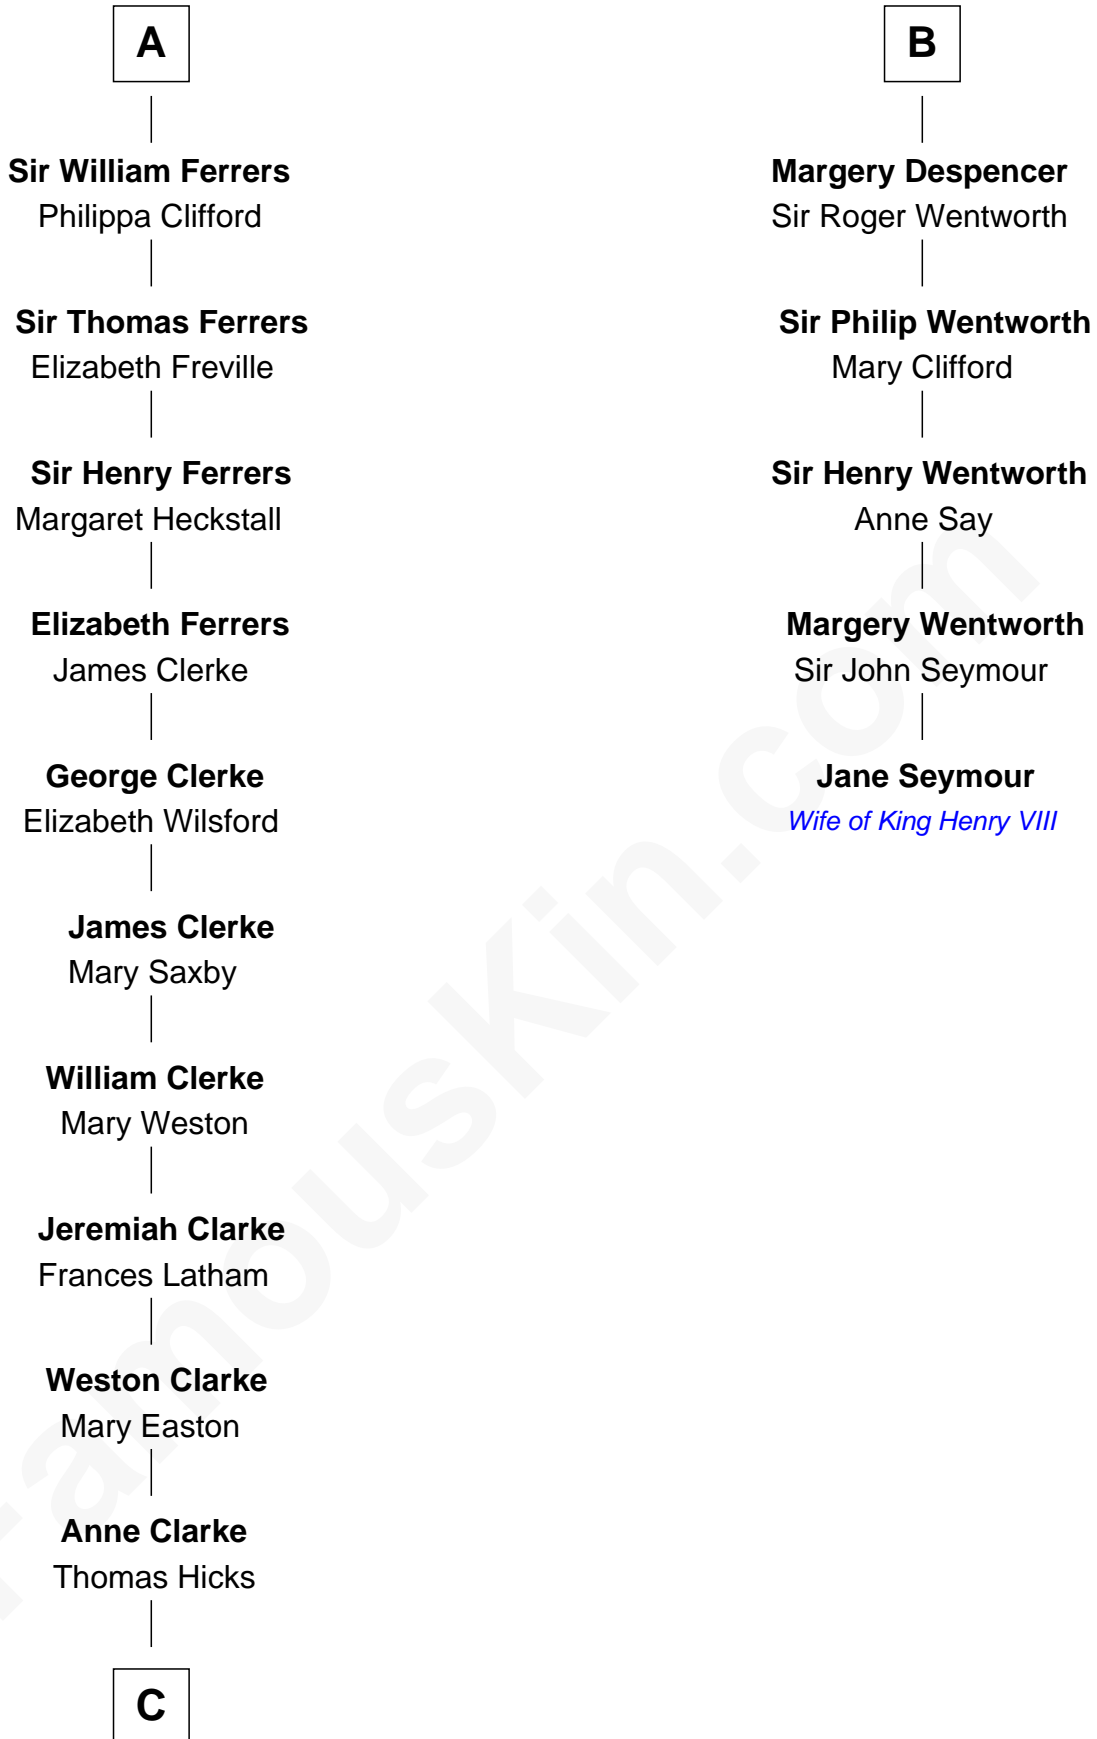 A
Sir William Ferrers
Philippa Clifford
Sir Thomas Ferrers
Elizabeth Freville
Sir Henry Ferrers
Margaret Heckstall
Elizabeth Ferrers
James Clerke
George Clerke
Elizabeth Wilsford
James Clerke
Mary Saxby
William Clerke
Mary Weston
Jeremiah Clarke
Frances Latham
Weston Clarke
Mary Easton
Anne Clarke
Thomas Hicks
C
B
Margery Despencer
Sir Roger Wentworth
Sir Philip Wentworth
Mary Clifford
Sir Henry Wentworth
Anne Say
Margery Wentworth
Sir John Seymour
Jane Seymour
Wife of King Henry VIII
FamousKin.com